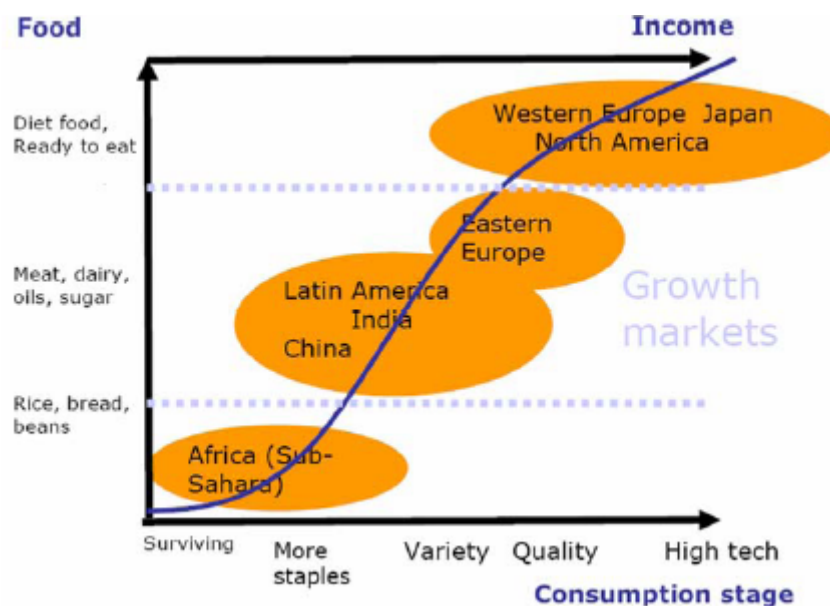 Food
Income
Diet food,
Ready to eat
Western Europe Japan
North America
Eastern
Europe
Meat, dairy,
oils, sugar
Latin America
India
China
Growth
markets
Rice, bread,
beans
Africa (Sub-
Sahara)
Surviving
More
staples
Variety
Quality
High tech
Consumption stage